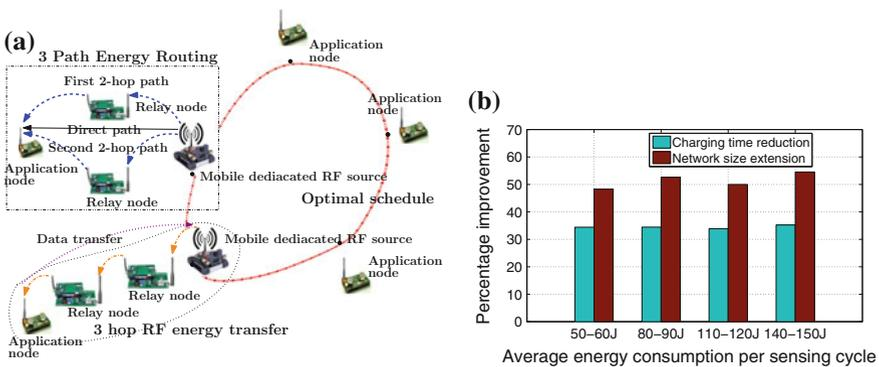 (a)
3 Path Energy Routing
First 2-hop path
Relay node
Direct path
Second 2-hop path
Application
node
Relay node
Mobile dediacated RF source
Application
node
Application
node
Optimal schedule
Data transfer
Mobile dediacated RF source
Application
node
Relay node
Relay node
3 hop RF energy transfer
Application
node
(b)
Percentage improvement
70
60
50
40
30
20
10
0
Charging time reduction
Network size extension
50−60J 80−90J 110−120J 140−150J
Average energy consumption per sensing cycle